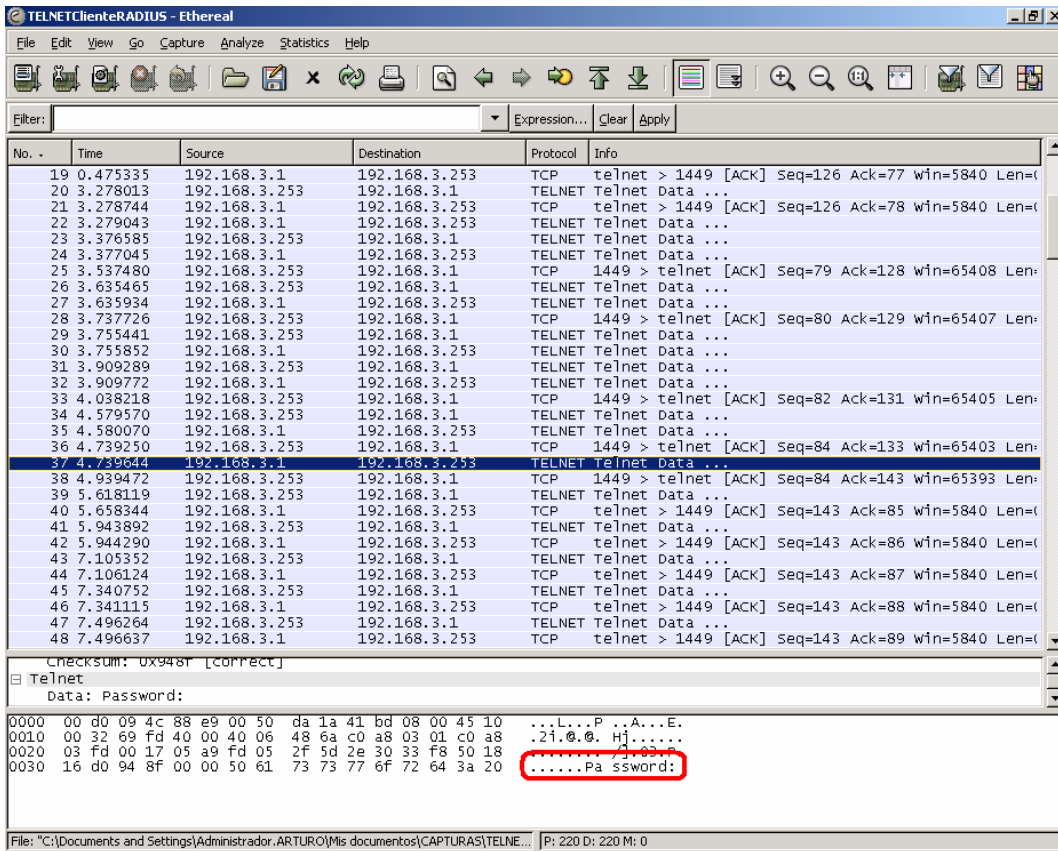 TELNETClienteRADIUS - Ethereal
File Edit View Go Capture Analyze Statistics Help
Filter: Expression... Clear Apply
No. Time Source Destination Protocol Info
19 0.475335 192.168.3.1 192.168.3.253 TCP telnet > 1449 [ACK] Seq=126 Ack=77 Win=5840 Len=(
20 3.278013 192.168.3.253 192.168.3.1 TELNET Telnet Data ...
21 3.278744 192.168.3.1 192.168.3.253 TCP telnet > 1449 [ACK] Seq=126 Ack=78 Win=5840 Len=(
22 3.279043 192.168.3.1 192.168.3.253 TELNET Telnet Data ...
23 3.376585 192.168.3.253 192.168.3.1 TELNET Telnet Data ...
24 3.377045 192.168.3.1 192.168.3.253 TELNET Telnet Data ...
25 3.537480 192.168.3.253 192.168.3.1 TCP 1449 > telnet [ACK] Seq=79 Ack=128 Win=65408 Len=
26 3.635465 192.168.3.253 192.168.3.1 TELNET Telnet Data ...
27 3.635934 192.168.3.1 192.168.3.253 TELNET Telnet Data ...
28 3.737726 192.168.3.253 192.168.3.1 TCP 1449 > telnet [ACK] Seq=80 Ack=129 Win=65407 Len=
29 3.755441 192.168.3.253 192.168.3.1 TELNET Telnet Data ...
30 3.755852 192.168.3.1 192.168.3.253 TELNET Telnet Data ...
31 3.909289 192.168.3.253 192.168.3.1 TELNET Telnet Data ...
32 3.909772 192.168.3.1 192.168.3.253 TELNET Telnet Data ...
33 4.038218 192.168.3.253 192.168.3.1 TCP 1449 > telnet [ACK] Seq=82 Ack=131 Win=65405 Len=
34 4.579570 192.168.3.253 192.168.3.1 TELNET Telnet Data ...
35 4.580070 192.168.3.1 192.168.3.253 TELNET Telnet Data ...
36 4.739250 192.168.3.253 192.168.3.1 TCP 1449 > telnet [ACK] Seq=84 Ack=133 Win=65403 Len=
37 4.739644 192.168.3.1 192.168.3.253 TELNET Telnet Data ...
38 4.939472 192.168.3.253 192.168.3.1 TCP 1449 > telnet [ACK] Seq=84 Ack=143 Win=65393 Len=
39 5.618119 192.168.3.253 192.168.3.1 TELNET Telnet Data ...
40 5.658344 192.168.3.1 192.168.3.253 TCP telnet > 1449 [ACK] Seq=143 Ack=85 Win=5840 Len=(
41 5.943892 192.168.3.253 192.168.3.1 TELNET Telnet Data ...
42 5.944290 192.168.3.1 192.168.3.253 TCP telnet > 1449 [ACK] Seq=143 Ack=86 Win=5840 Len=(
43 7.105352 192.168.3.253 192.168.3.1 TELNET Telnet Data ...
44 7.106124 192.168.3.1 192.168.3.253 TCP telnet > 1449 [ACK] Seq=143 Ack=87 Win=5840 Len=(
45 7.340752 192.168.3.253 192.168.3.1 TELNET Telnet Data ...
46 7.341115 192.168.3.1 192.168.3.253 TCP telnet > 1449 [ACK] Seq=143 Ack=88 Win=5840 Len=(
47 7.496264 192.168.3.253 192.168.3.1 TELNET Telnet Data ...
48 7.496637 192.168.3.1 192.168.3.253 TCP telnet > 1449 [ACK] Seq=143 Ack=89 Win=5840 Len=(
Checksum: 0x948f [correct]
Telnet
Data: Password:
0000 00 d0 09 4c 88 e9 00 50 da 1a 41 bd 08 00 45 10 ...L...P ..A...E.
0010 00 32 69 fd 40 00 40 06 48 6a c0 a8 03 01 c0 a8 .2i.@.@. Hj......
0020 03 fd 00 17 05 a9 fd 05 2f 5d 2e 30 33 f8 50 18 ........ /].03.P.
0030 16 d0 94 8f 00 00 50 61 73 73 77 6f 72 64 3a 20 ......Pa ssword:
File: "C:\Documents and Settings\Administrador.ARTURO\Mis documentos\CAPTURAS\TELNE... P: 220 D: 220 M: 0